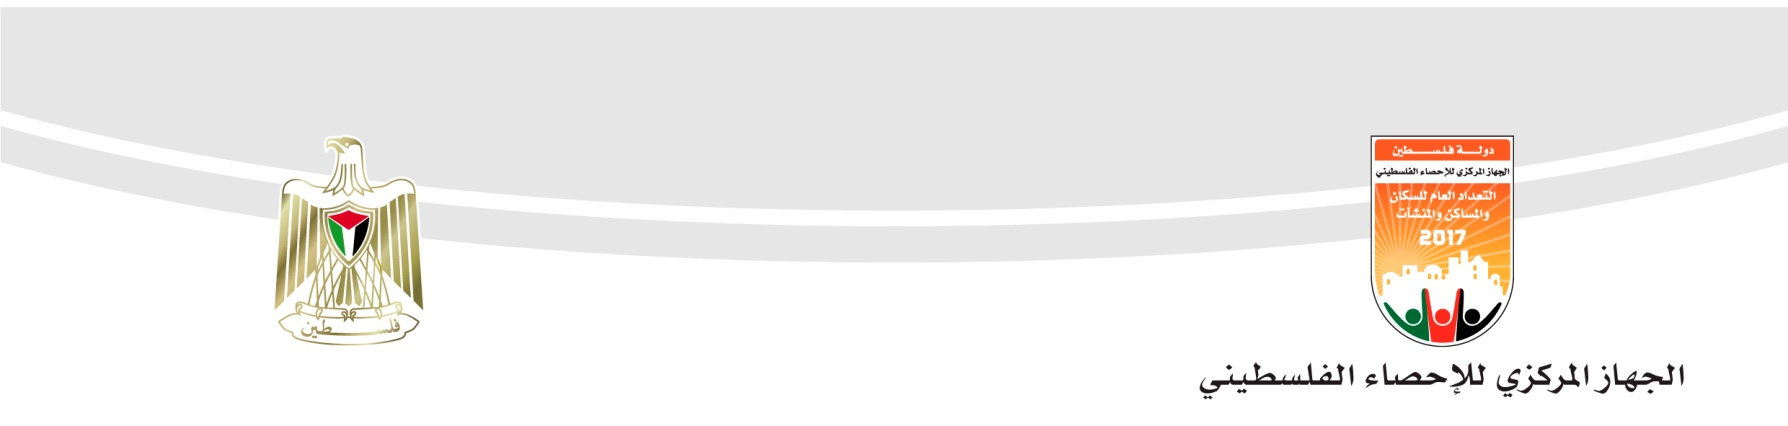 دولة فلسطين
الجهاز المركزي للإحصاء الفلسطيني
التعداد العام للسكان
والمساكن والمنشآت
2017
فلسطين
الجهاز المركزي للإحصاء الفلسطيني